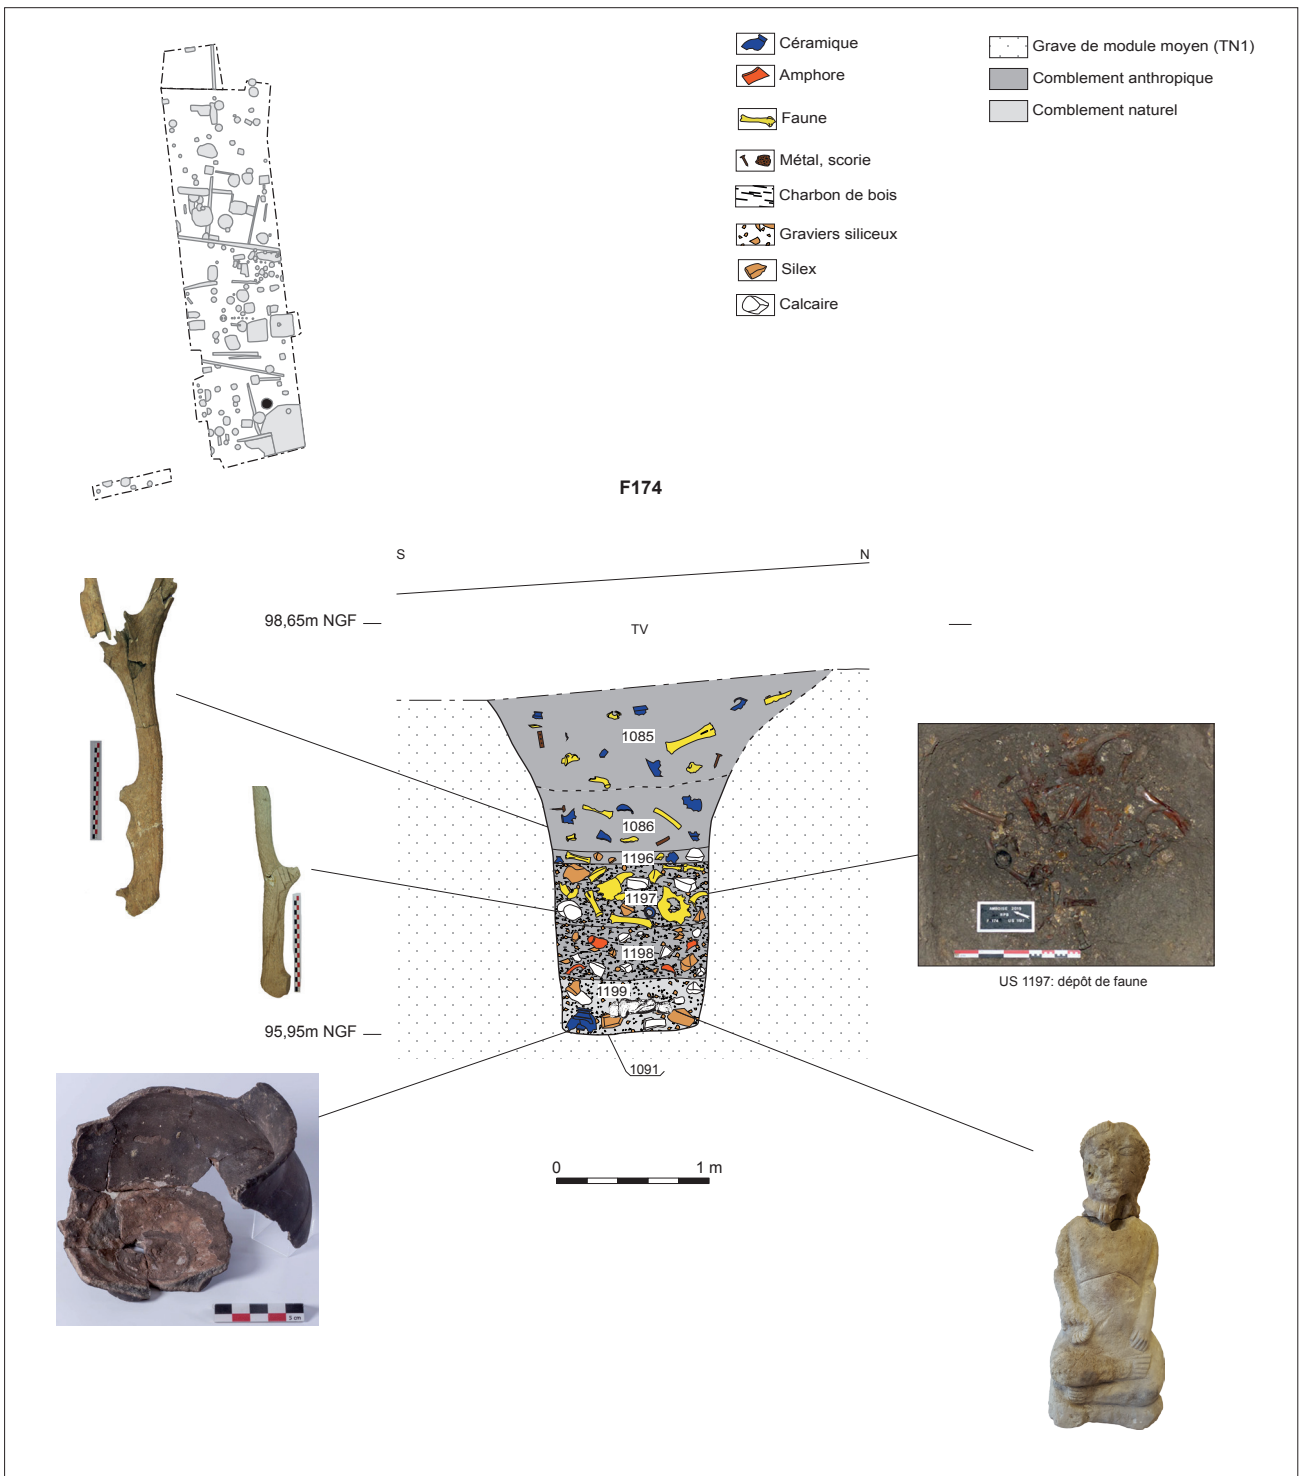 Céramique
Amphore
Faune
Métal, scorie
Charbon de bois
Graviers siliceux
Silex
Calcaire
Grave de module moyen (TN1)
Comblement anthropique
Comblement naturel
F174
S
N
98,65m NGF
TV
1085
1086
1196
1197
1198
1199
US 1197: dépôt de faune
95,95m NGF
1091
0
1 m
5 cm